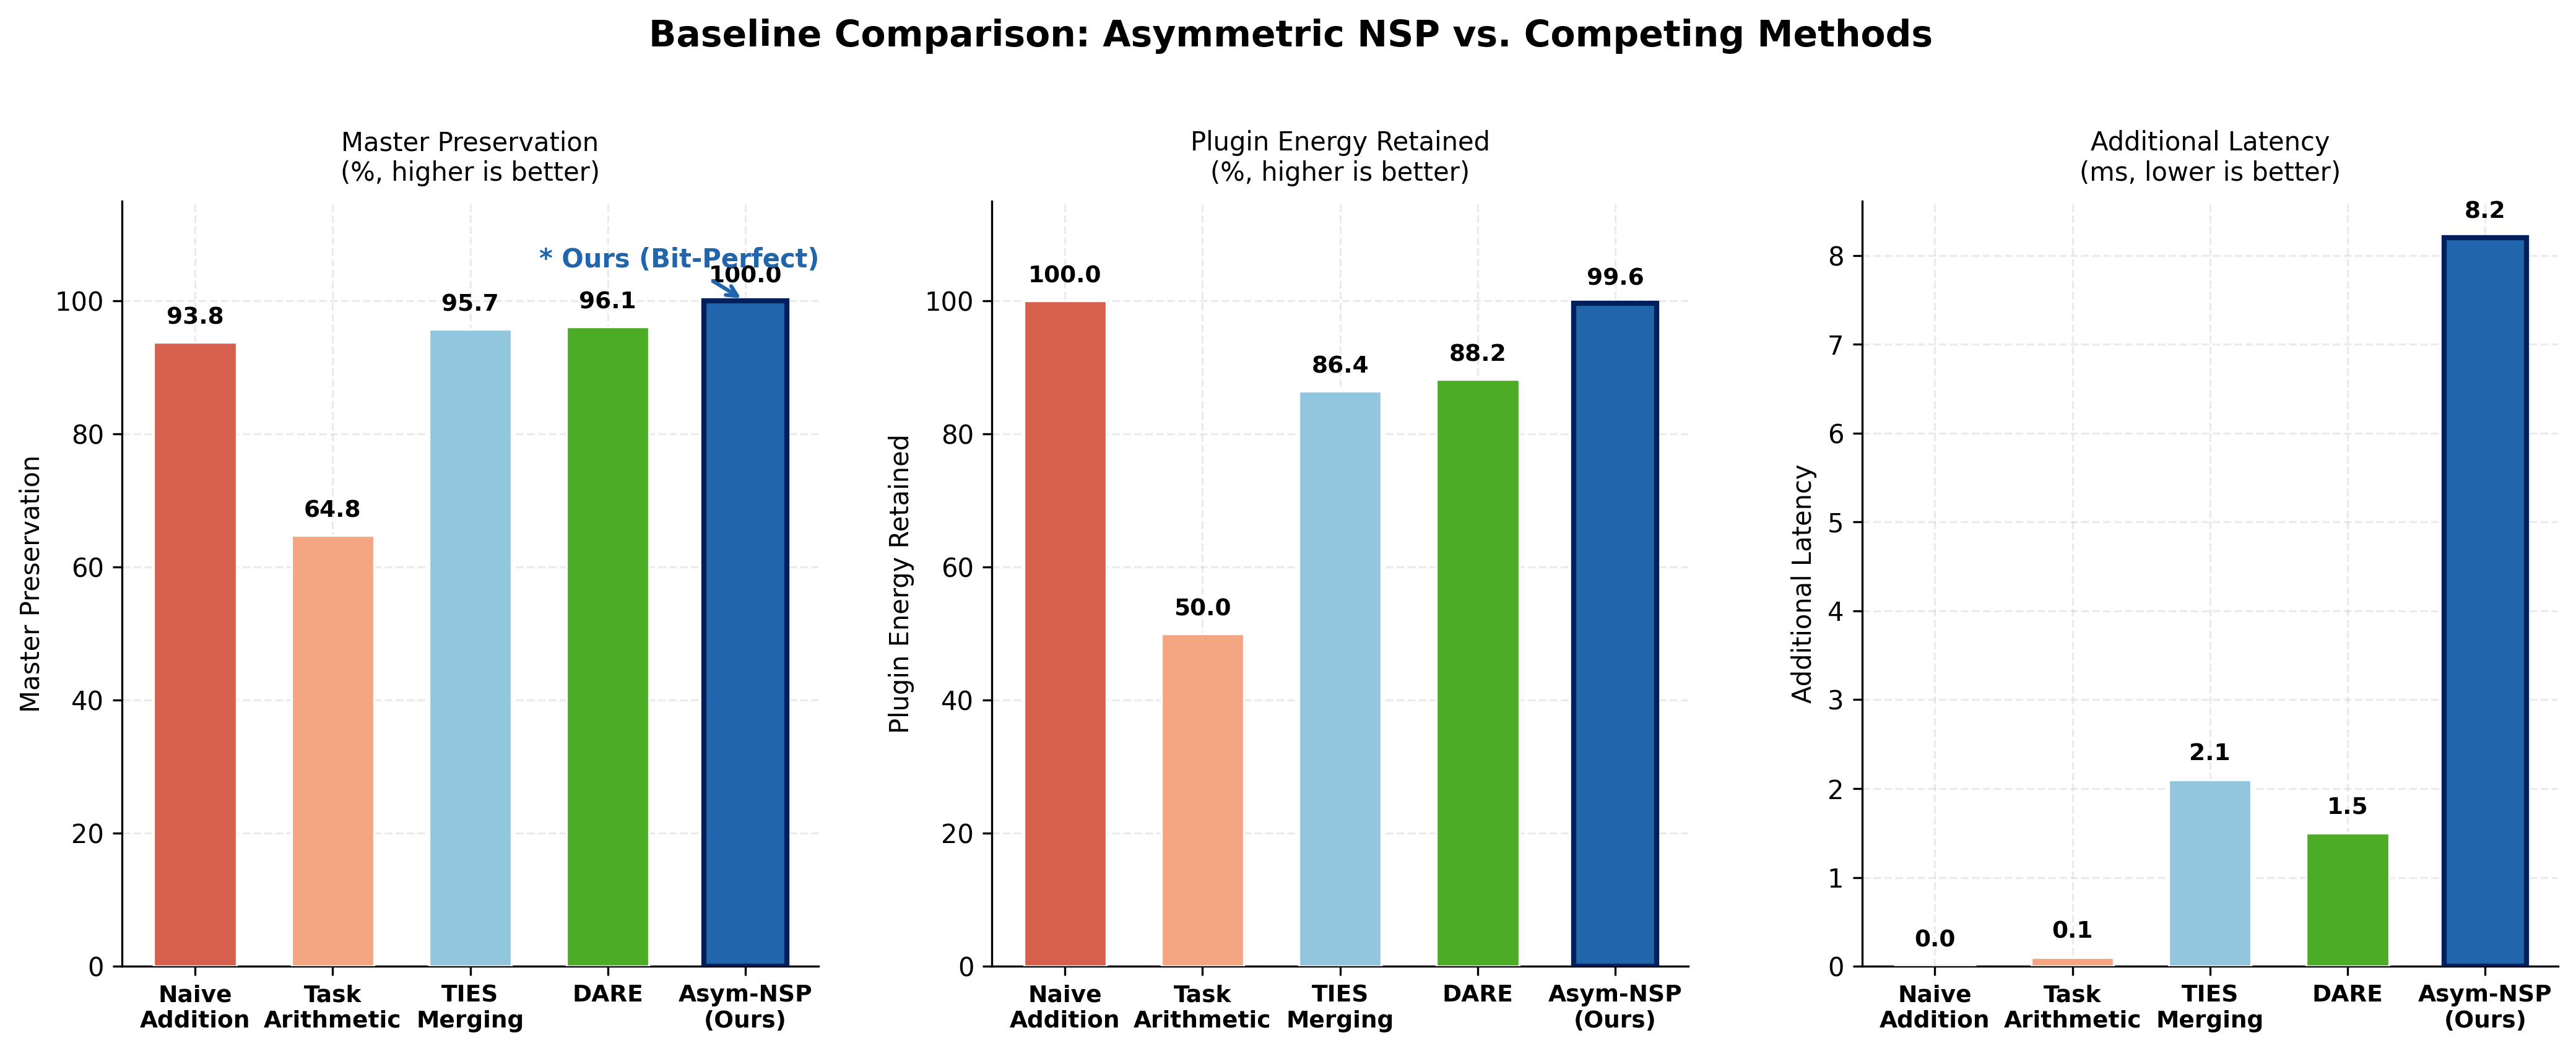 Baseline Comparison: Asymmetric NSP vs. Competing Methods
Master Preservation
(%, higher is better)
Master Preservation
100
80
60
40
20
0
* Ours (Bit-Perfect)
93.8
64.8
95.7
96.1
100.0
Naive
Addition
Task
Arithmetic
TIES
Merging
DARE
Asym-NSP
(Ours)
Plugin Energy Retained
(%, higher is better)
Plugin Energy Retained
100
80
60
40
20
0
100.0
50.0
86.4
88.2
99.6
Naive
Addition
Task
Arithmetic
TIES
Merging
DARE
Asym-NSP
(Ours)
Additional Latency
(ms, lower is better)
Additional Latency
8
7
6
5
4
3
2
1
0
0.0
0.1
2.1
1.5
8.2
Naive
Addition
Task
Arithmetic
TIES
Merging
DARE
Asym-NSP
(Ours)